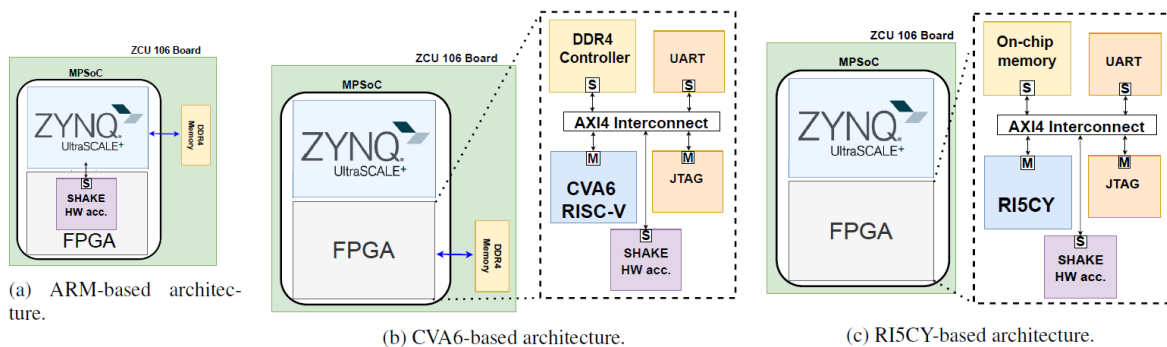 ZCU 106 Board
MPSoC
ZYNQ
UltraSCALE+
DDR4
Memory
S
SHAKE
HW acc.
FPGA
(a) ARM-based architec-
ture.
ZCU 106 Board
MPSoC
ZYNQ
UltraSCALE+
FPGA
DDR4
Memory
DDR4
Controller
S
UART
S
AXI4 Interconnect
M
CVA6
RISC-V
M
JTAG
S
SHAKE
HW acc.
(b) CVA6-based architecture.
ZCU 106 Board
MPSoC
ZYNQ
UltraSCALE+
FPGA
On-chip
memory
S
UART
S
AXI4 Interconnect
M
RI5CY
M
JTAG
S
SHAKE
HW acc.
(c) RI5CY-based architecture.